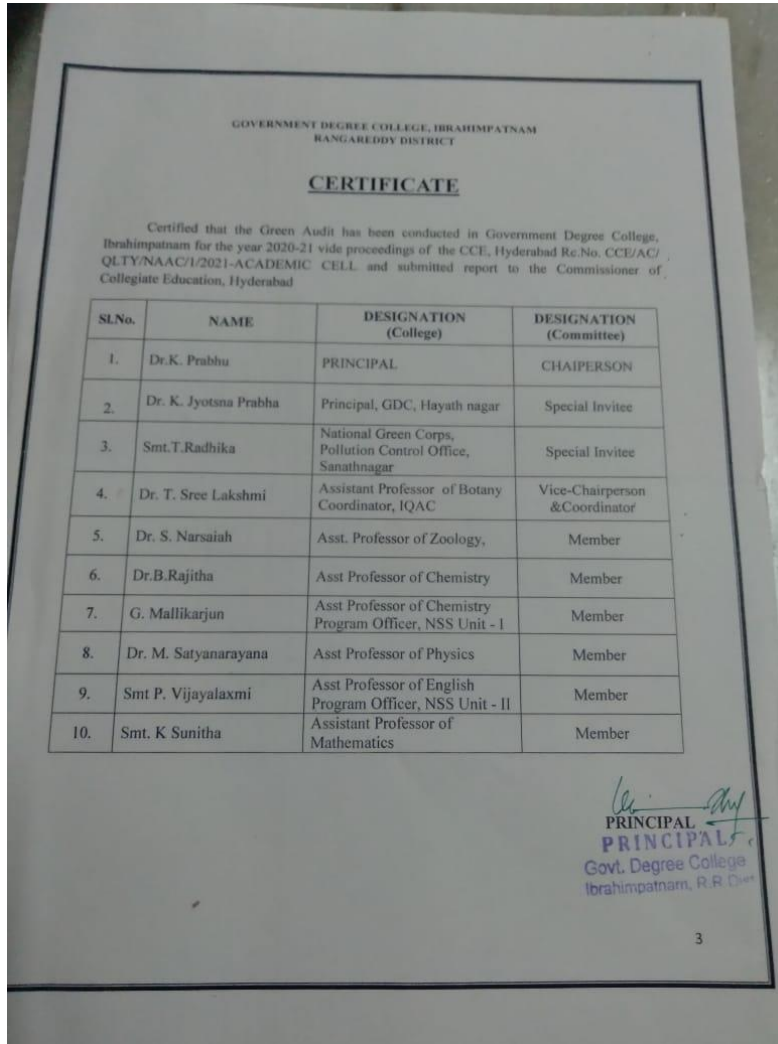 GOVERNMENT DEGREE COLLEGE, IBRAHIMPATNAM
RANGAREDDY DISTRICT
CERTIFICATE
Certified that the Green Audit has been conducted in Government Degree College,
Ibrahimpatnam for the year 2020-21 vide proceedings of the CCE, Hyderabad Rc.No. CCE/AC/
QLTY/NAAC/1/2021-ACADEMIC CELL and submitted report to the Commissioner of
Collegiate Education, Hyderabad
Sl.No. NAME DESIGNATION (College) DESIGNATION (Committee)
1. Dr.K. Prabhu PRINCIPAL CHAIPERSON
2. Dr. K. Jyotsna Prabha Principal, GDC, Hayath nagar Special Invitee
3. Smt.T.Radhika National Green Corps, Pollution Control Office, Sanathnagar Special Invitee
4. Dr. T. Sree Lakshmi Assistant Professor of Botany Coordinator, IQAC Vice-Chairperson &Coordinator
5. Dr. S. Narsaiah Asst. Professor of Zoology, Member
6. Dr.B.Rajitha Asst Professor of Chemistry Member
7. G. Mallikarjun Asst Professor of Chemistry Program Officer, NSS Unit - I Member
8. Dr. M. Satyanarayana Asst Professor of Physics Member
9. Smt P. Vijayalaxmi Asst Professor of English Program Officer, NSS Unit - II Member
10. Smt. K Sunitha Assistant Professor of Mathematics Member
PRINCIPAL
PRINCIPAL
Govt. Degree College
Ibrahimpatnam, R.R.
3